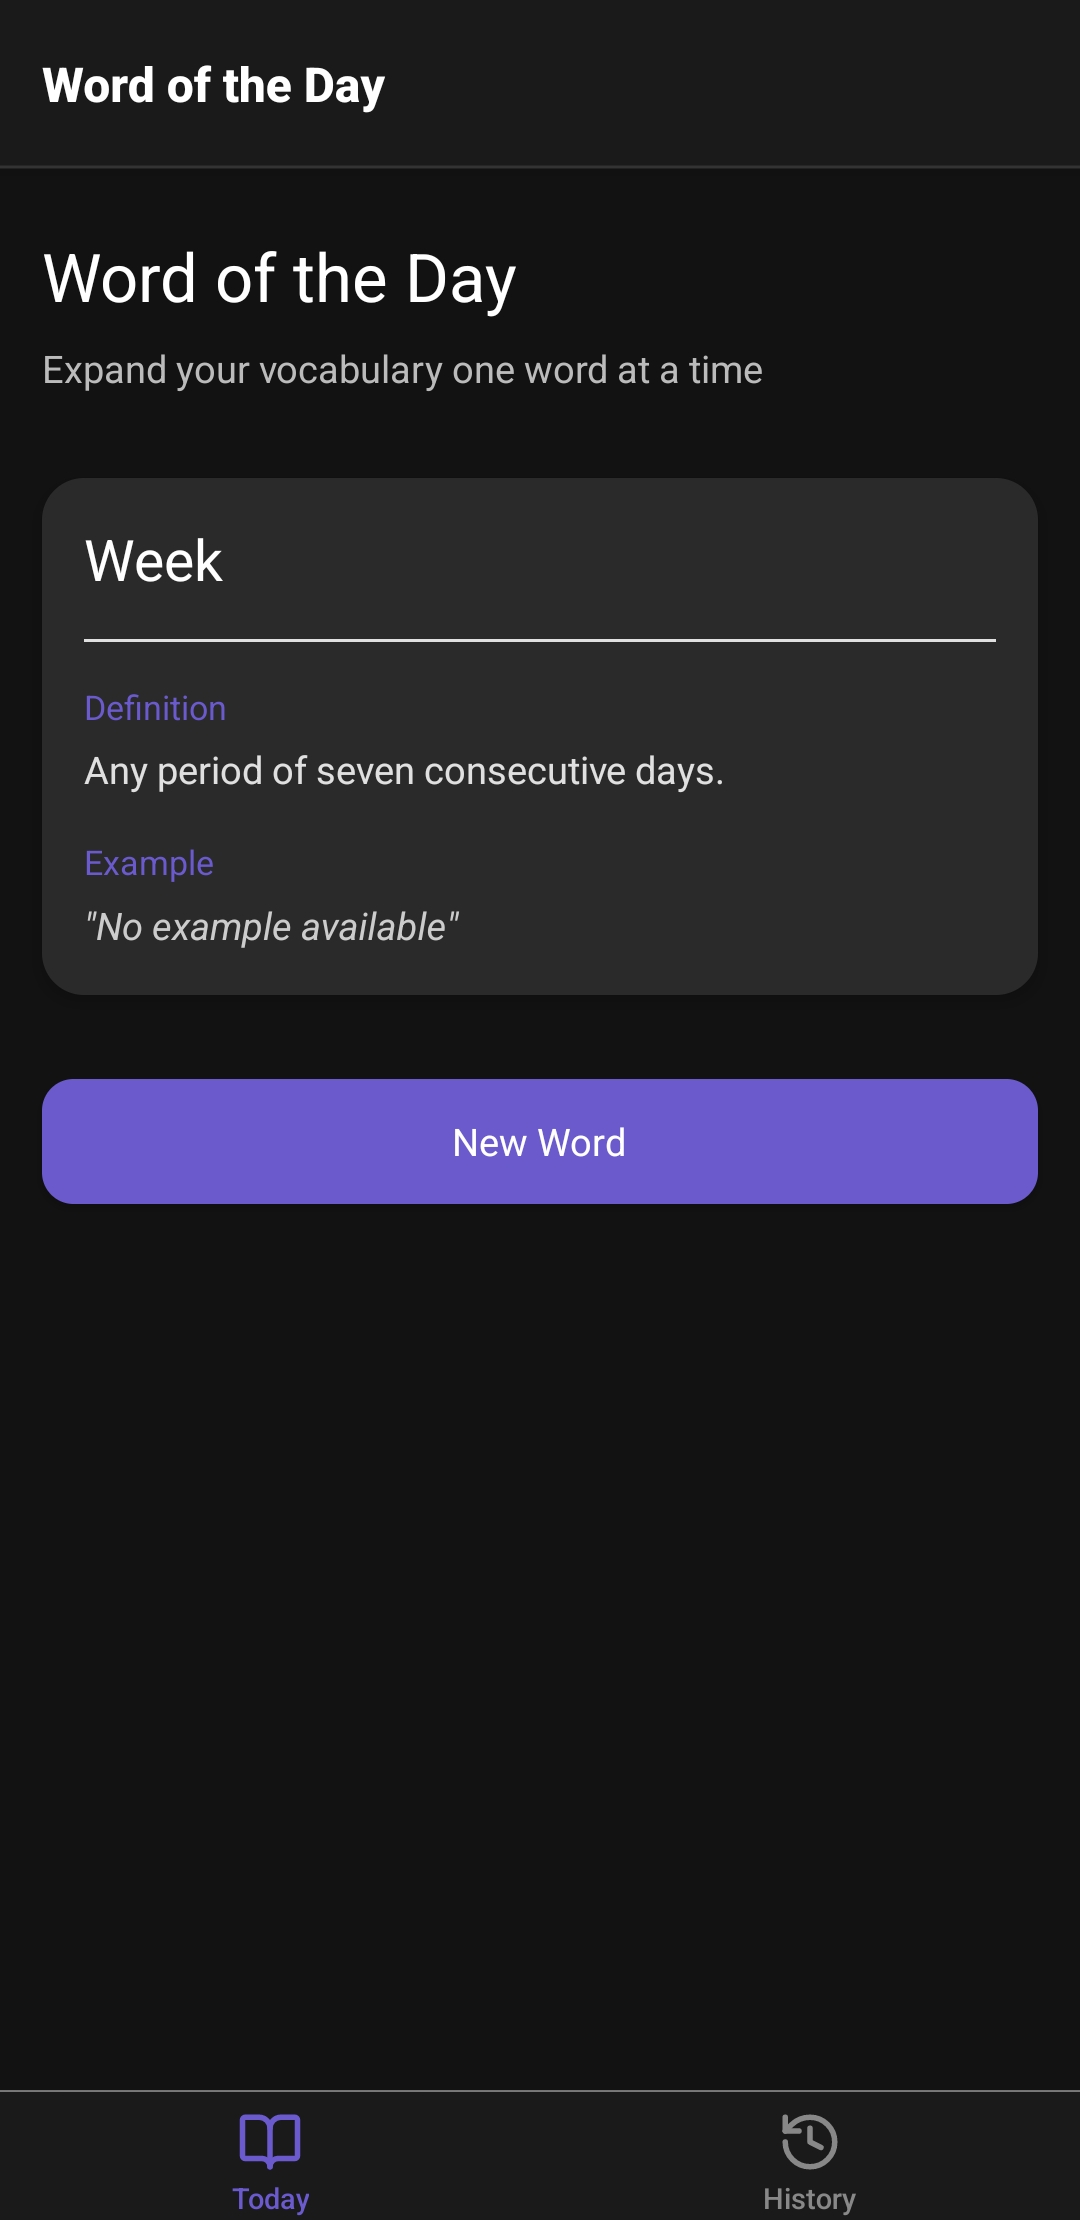 Word of the Day
Word of the Day
Expand your vocabulary one word at a time
Week
Definition
Any period of seven consecutive days.
Example
"No example available"
New Word
Today
History